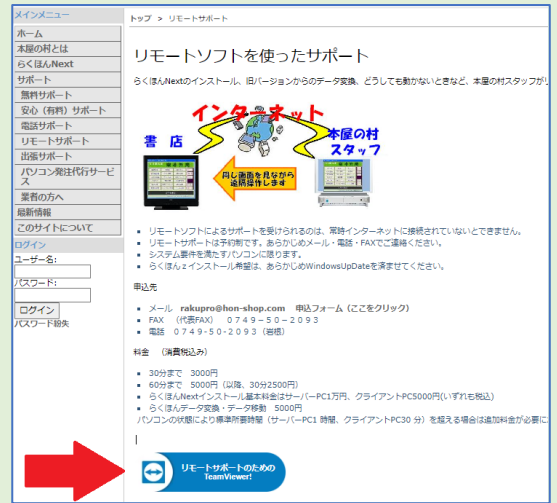 メインメニュー
ホーム
本屋の村とは
らくほんNext
サポート
無料サポート
安心（有料）サポート
電話サポート
リモートサポート
出張サポート
パソコン発注代行サービス
業者の方へ
最新情報
このサイトについて
ログイン
ユーザー名:
パスワード:
ログイン
パスワード紛失
トップ > リモートサポート
リモートソフトを使ったサポート
らくほんNextのインストール、旧バージョンからのデータ変換、どうしても動かないときなど、本屋の村スタッフがリ
インターネット
書 店
本屋の村
スタッフ
同じ画面を見ながら
遠隔操作します
リモートソフトによるサポートを受けられるのは、常時インターネットに接続されていないとできません。
リモートサポートは予約制です。あらかじめメール・電話・FAXでご連絡ください。
システム要件を満たすパソコンに限ります。
らくほんｚインストール希望は、あらかじめWindowsUpDateを済ませてください。
申込先
メール rakupro@hon-shop.com 申込フォーム（ここをクリック）
FAX （代表FAX） ０７４９－５０－２０９３
電話 ０７４９-５０-２０９３（岩根）
料金 （消費税込み）
30分まで 3000円
60分まで 5000円（以降、30分2500円）
らくほんNextインストール基本料金はサーバーPC1万円、クライアントPC5000円(いずれも税込)
らくほんデータ変換・データ移動 5000円
パソコンの状態により標準所要時間（サーバーPC1 時間、クライアントPC30 分）を超える場合は追加料金が必要に
リモートサポートのための
TeamViewer!